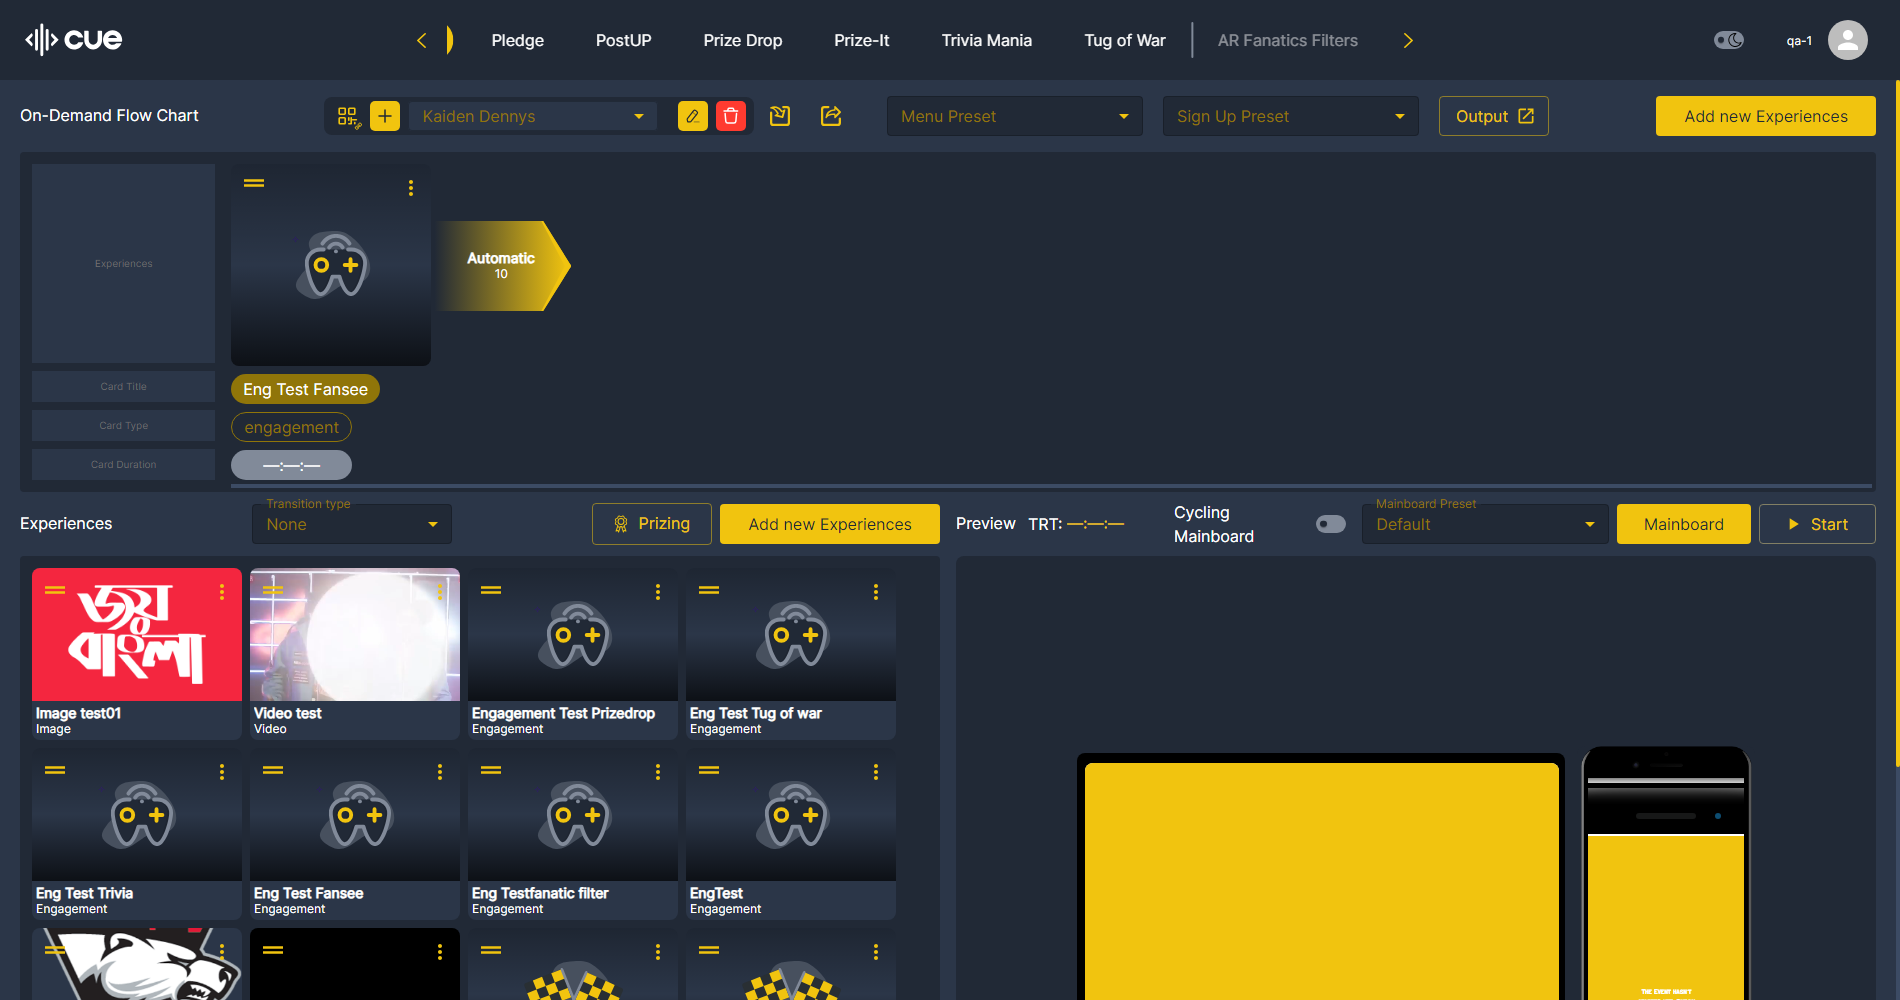 cue
Pledge
PostUP
Prize Drop
Prize-It
Trivia Mania
Tug of War
AR Fanatics Filters
qa-1
On-Demand Flow Chart
Kaiden Dennys
Menu Preset
Sign Up Preset
Output
Add new Experiences
Experiences
Automatic
10
Card Title
Eng Test Fansee
Card Type
engagement
Card Duration
—:—:—
Experiences
Transition type
None
Prizing
Add new Experiences
Preview
TRT: —:—:—
Cycling
Mainboard
Mainboard Preset
Default
Mainboard
Start
জয়
বাংলা
Image test01
Image
Video test
Video
Engagement Test Prizedrop
Engagement
Eng Test Tug of war
Engagement
Eng Test Trivia
Engagement
Eng Test Fansee
Engagement
Eng Testfanatic filter
Engagement
EngTest
Engagement
THE EVENT HASN'T